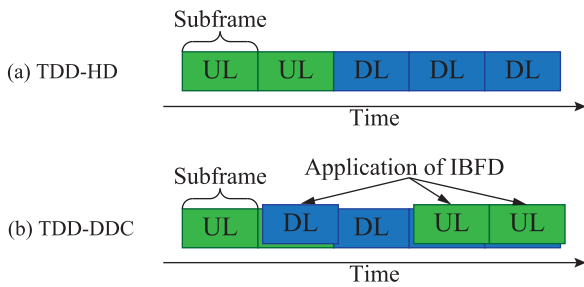 Subframe
(a) TDD-HD
UL UL DL DL DL
Time
Application of IBFD
Subframe
(b) TDD-DDC
UL DL DL UL UL
Time